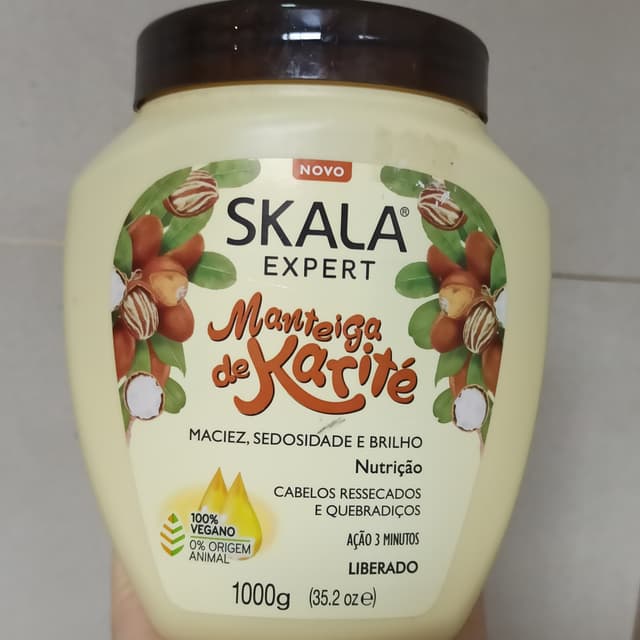 NOVO
SKALA®
EXPERT
Manteiga
de Karité
MACIEZ, SEDOSIDADE E BRILHO
Nutrição
CABELOS RESSECADOS
E QUEBRADIÇOS
AÇÃO 3 MINUTOS
LIBERADO
100%
VEGANO
0% ORIGEM
ANIMAL
1000g (35.2 oz℮)